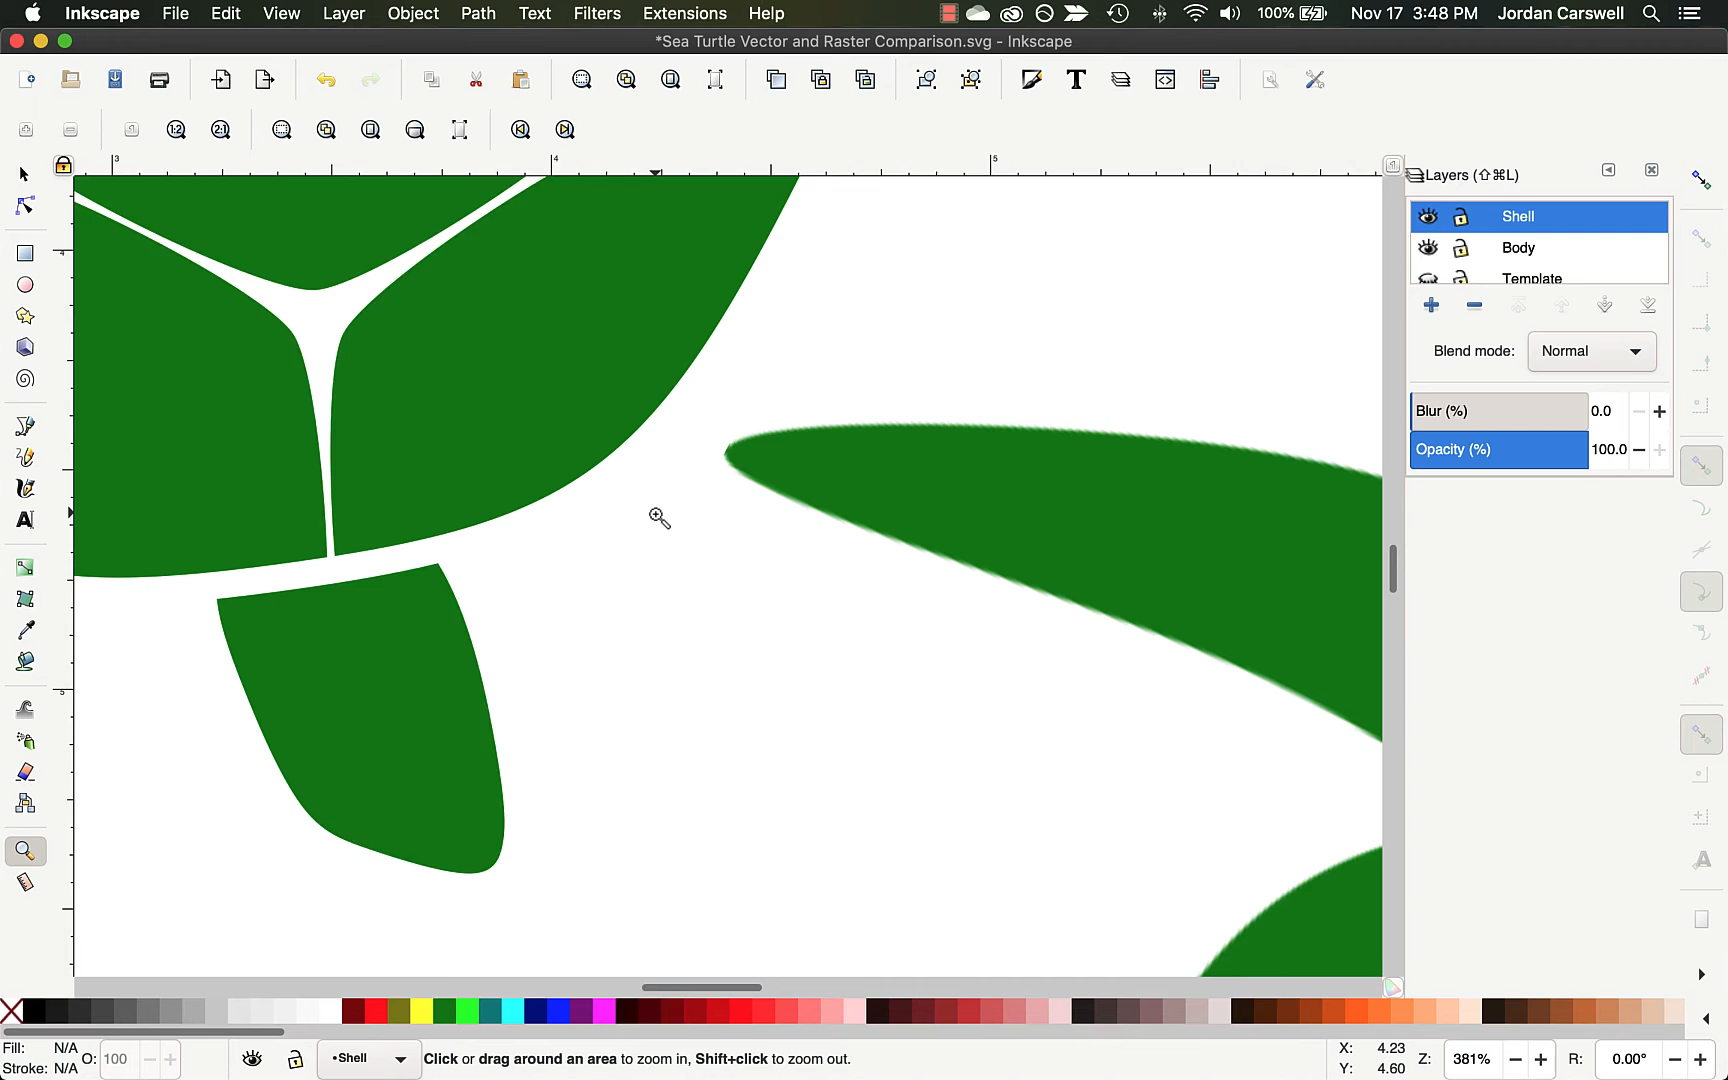 Inkscape File Edit View Layer Object Path Text Filters Extensions Help 100% Nov 17 3:48 PM Jordan Carswell
*Sea Turtle Vector and Raster Comparison.svg - Inkscape
3 4 5
Layers (⇧⌘L)
Shell
Body
Template
Blend mode: Normal
Blur (%) 0.0
Opacity (%) 100.0
4
5
Fill: N/A O: 100 •Shell Click or drag around an area to zoom in, Shift+click to zoom out. X: 4.23 Z: 381% R: 0.00°
Stroke: N/A Y: 4.60